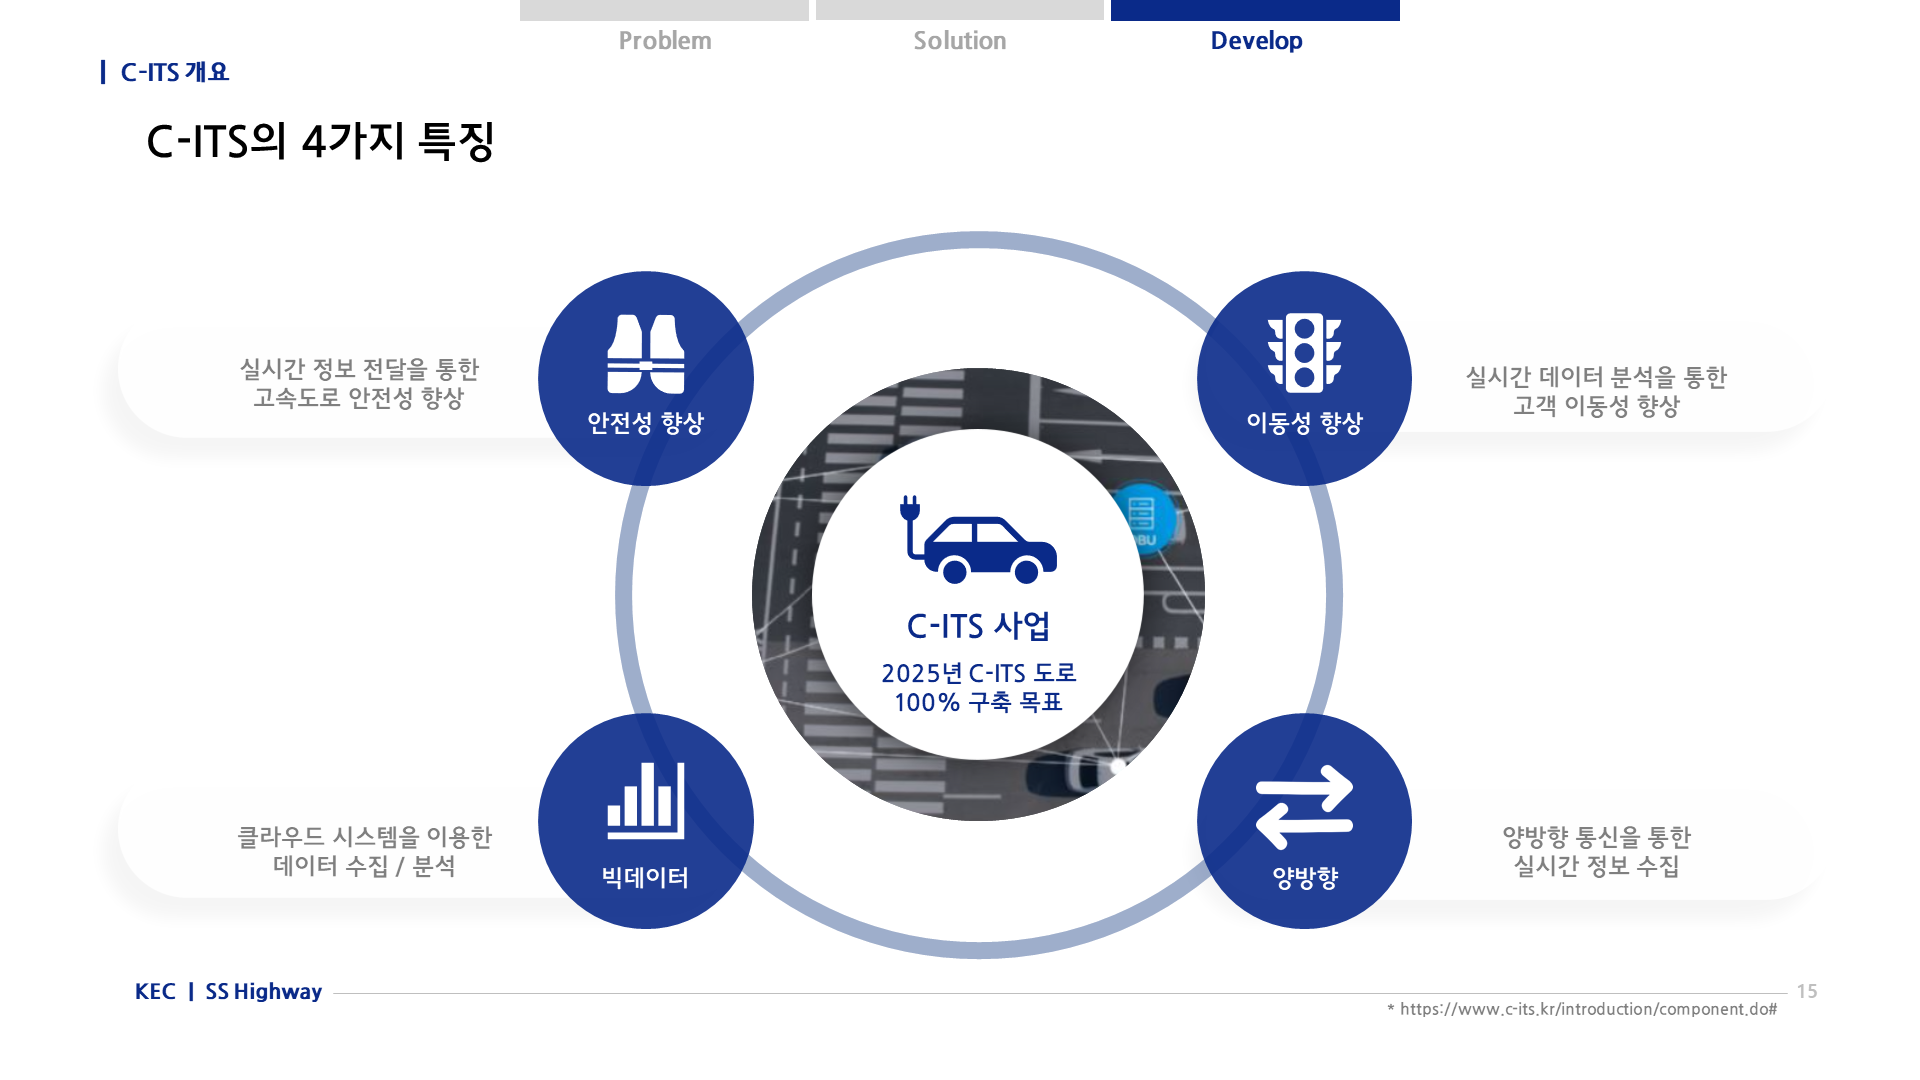 Problem
Solution
Develop
C-ITS 개요
C-ITS의 4가지 특징
실시간 정보 전달을 통한
고속도로 안전성 향상
안전성 향상
이동성 향상
실시간 데이터 분석을 통한
고객 이동성 향상
BU
C-ITS 사업
2025년 C-ITS 도로
100% 구축 목표
클라우드 시스템을 이용한
데이터 수집 / 분석
빅데이터
양방향
양방향 통신을 통한
실시간 정보 수집
KEC | SS Highway
15
* https://www.c-its.kr/introduction/component.do#